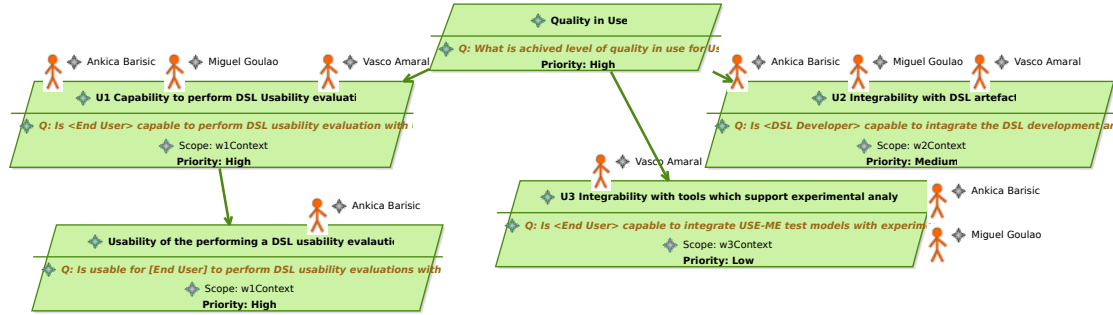 Quality in Use
Q: What is achived level of quality in use for Us
Priority: High
Ankica Barisic
Miguel Goulao
Vasco Amaral
U1 Capability to perform DSL Usability evaluati
Q: Is <End User> capable to perform DSL usability evaluation with
Scope: w1Context
Priority: High
Ankica Barisic
Miguel Goulao
Vasco Amaral
U2 Integrability with DSL artefact
Q: Is <DSL Developer> capable to intagrate the DSL development ar
Scope: w2Context
Priority: Medium
Vasco Amaral
U3 Integrability with tools which support experimental analy
Q: Is <End User> capable to integrate USE-ME test models with experim
Scope: w3Context
Priority: Low
Ankica Barisic
Miguel Goulao
Ankica Barisic
Usability of the performing a DSL usability evalautio
Q: Is usable for [End User] to perform DSL usability evaluations with
Scope: w1Context
Priority: High